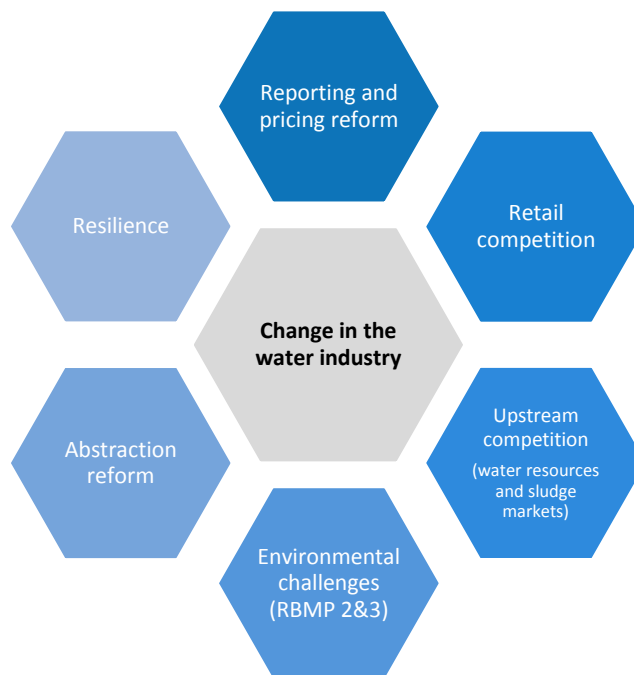 Reporting and
pricing reform
Retail
competition
Upstream
competition
(water resources
and sludge
markets)
Environmental
challenges
(RBMP 2&3)
Abstraction
reform
Resilience
Change in the
water industry